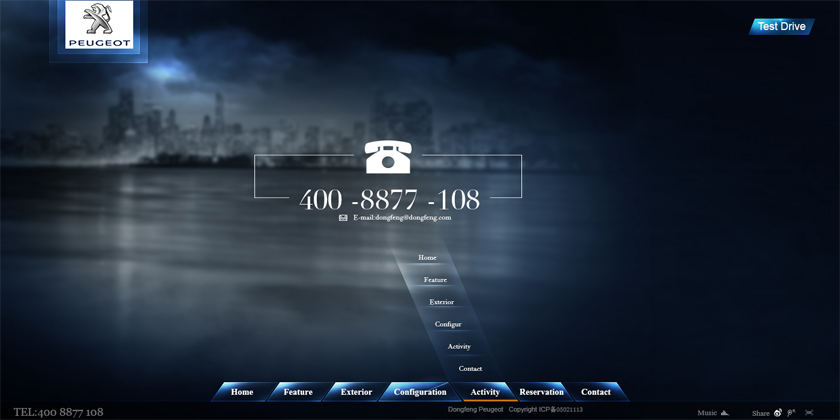 PEUGEOT
Test Drive
400 -8877 -108
E-mail:dongfeng@dongfeng.com
Home
Feature
Exterior
Configur
Activity
Contact
Home Feature Exterior Configuration Activity Reservation Contact
TEL:400 8877 108
Dongfeng Peugeot Copyright ICP备05021113
Music
Share